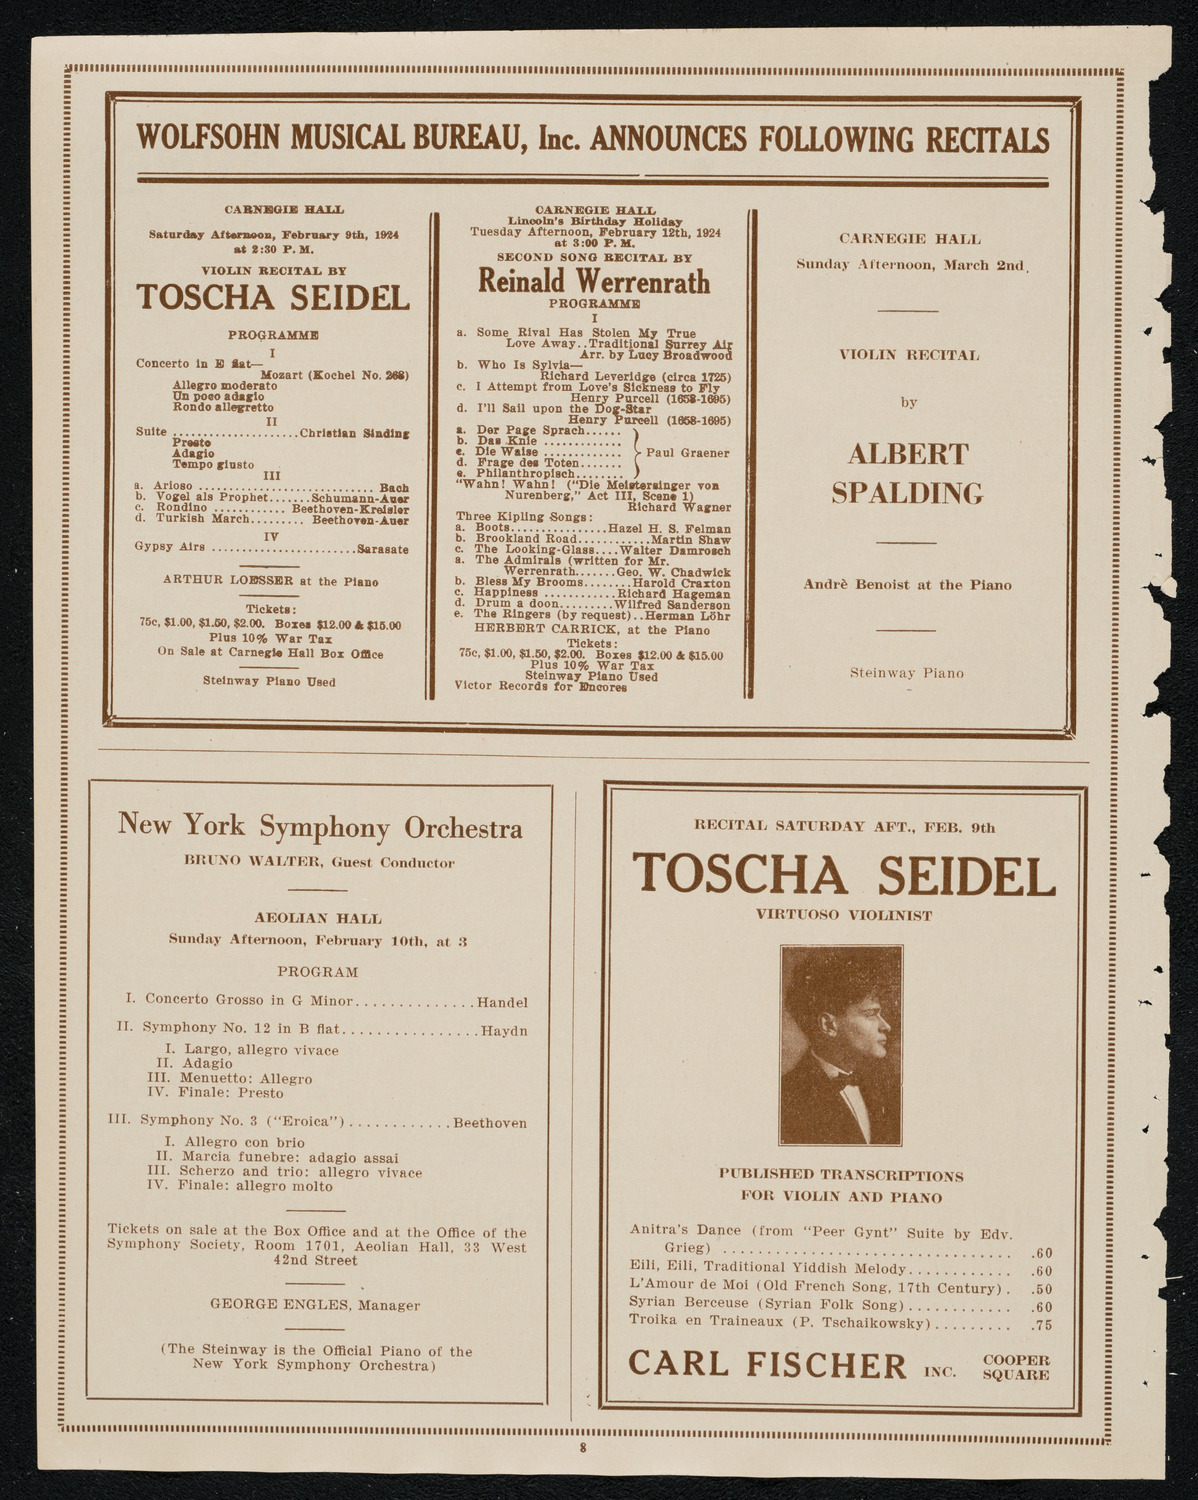 WOLFSOHN MUSICAL BUREAU, Inc. ANNOUNCES FOLLOWING RECITALS
CARNEGIE HALL
Saturday Afternoon, February 9th, 1924
at 2:30 P. M.
VIOLIN RECITAL BY
TOSCHA SEIDEL
PROGRAMME
I
Concerto in E flat—
Mozart (Kochel No. 268)
Allegro moderato
Un poco adagio
Rondo allegretto
II
Suite ....................Christian Sinding
Presto
Adagio
Tempo giusto
III
a. Arioso ............................. Bach
b. Vogel als Prophet.......Schumann-Auer
c. Rondino ............ Beethoven-Kreisler
d. Turkish March......... Beethoven-Auer
IV
Gypsy Airs .......................Sarasate
ARTHUR LOESSER at the Piano
Tickets:
75c, $1.00, $1.50, $2.00. Boxes $12.00 & $15.00
Plus 10% War Tax
On Sale at Carnegie Hall Box Office
Steinway Piano Used
CARNEGIE HALL
Lincoln's Birthday Holiday
Tuesday Afternoon, February 12th, 1924
at 3:00 P. M.
SECOND SONG RECITAL BY
Reinald Werrenrath
PROGRAMME
I
a. Some Rival Has Stolen My True
Love Away..Traditional Surrey Air
Arr. by Lucy Broadwood
b. Who Is Sylvia—
Richard Leveridge (circa 1725)
c. I Attempt from Love's Sickness to Fly
Henry Purcell (1658-1695)
d. I'll Sail upon the Dog-Star
Henry Purcell (1658-1695)
a. Der Page Sprach......
b. Das Knie .............
c. Die Waise .............
d. Frage des Toten.......
e. Philanthropisch........
Paul Graener
"Wahn! Wahn! ("Die Meistersinger von
Nurenberg," Act III, Scene 1)
Richard Wagner
Three Kipling Songs:
a. Boots..............Hazel H. S. Felman
b. Brookland Road...........Martin Shaw
c. The Looking-Glass....Walter Damrosch
a. The Admirals (written for Mr.
Werrenrath.......Geo. W. Chadwick
b. Bless My Brooms........Harold Craxton
c. Happiness ............Richard Hageman
d. Drum a doon.........Wilfred Sanderson
e. The Ringers (by request)..Herman Löhr
HERBERT CARRICK, at the Piano
Tickets:
75c, $1.00, $1.50, $2.00. Boxes $12.00 & $15.00
Plus 10% War Tax
Steinway Piano Used
Victor Records for Encores
CARNEGIE HALL
Sunday Afternoon, March 2nd.
VIOLIN RECITAL
by
ALBERT
SPALDING
Andrè Benoist at the Piano
Steinway Piano
New York Symphony Orchestra
BRUNO WALTER, Guest Conductor
AEOLIAN HALL
Sunday Afternoon, February 10th, at 3
PROGRAM
I. Concerto Grosso in G Minor..............Handel
II. Symphony No. 12 in B flat................Haydn
I. Largo, allegro vivace
II. Adagio
III. Menuetto: Allegro
IV. Finale: Presto
III. Symphony No. 3 ("Eroica")............Beethoven
I. Allegro con brio
II. Marcia funebre: adagio assai
III. Scherzo and trio: allegro vivace
IV. Finale: allegro molto
Tickets on sale at the Box Office and at the Office of the
Symphony Society, Room 1701, Aeolian Hall, 33 West
42nd Street
GEORGE ENGLES, Manager
(The Steinway is the Official Piano of the
New York Symphony Orchestra)
RECITAL SATURDAY AFT., FEB. 9th
TOSCHA SEIDEL
VIRTUOSO VIOLINIST
PUBLISHED TRANSCRIPTIONS
FOR VIOLIN AND PIANO
Anitra's Dance (from "Peer Gynt" Suite by Edv.
Grieg) ................................. .60
Eili, Eili, Traditional Yiddish Melody............ .60
L'Amour de Moi (Old French Song, 17th Century). .50
Syrian Berceuse (Syrian Folk Song)............ .60
Troika en Traineaux (P. Tschaikowsky)......... .75
CARL FISCHER INC. COOPER
SQUARE
8